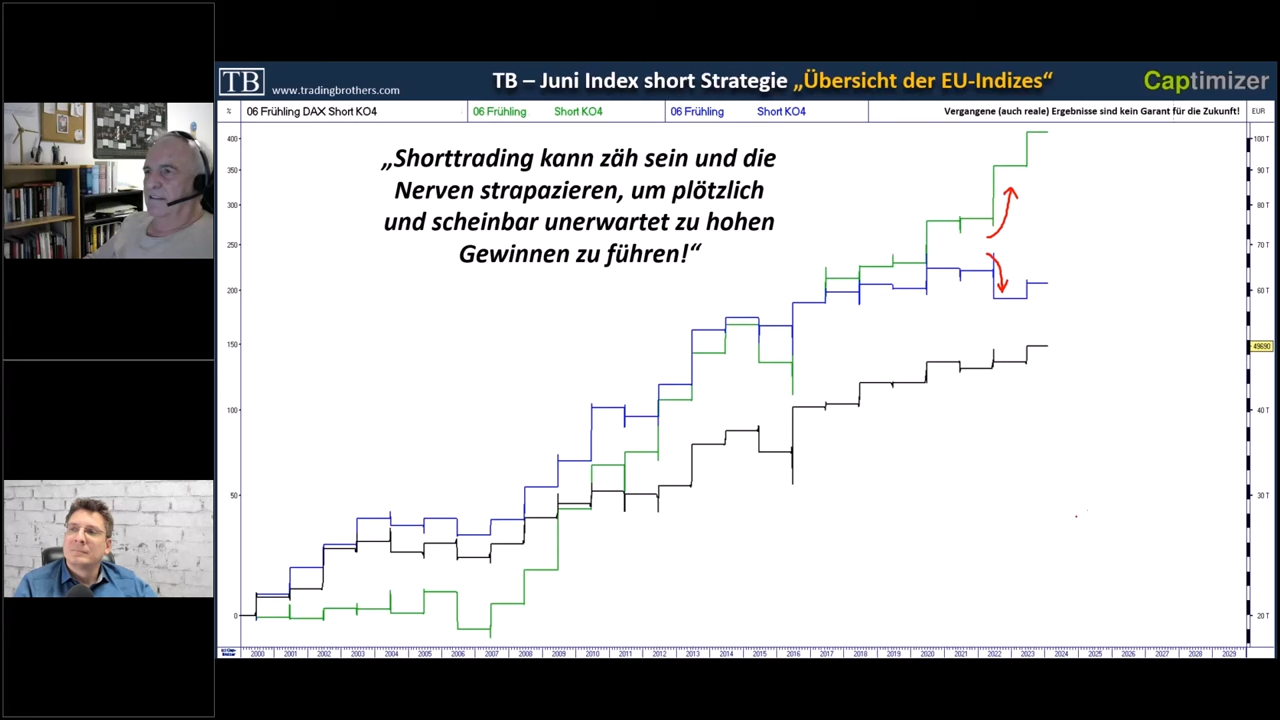 TB
www.tradingbrothers.com
TB – Juni Index short Strategie „Übersicht der EU-Indizes“
Captimizer
%
06 Frühling DAX Short KO4
06 Frühling Short KO4
06 Frühling Short KO4
Vergangene (auch reale) Ergebnisse sind kein Garant für die Zukunft!
EUR
„Shorttrading kann zäh sein und die
Nerven strapazieren, um plötzlich
und scheinbar unerwartet zu hohen
Gewinnen zu führen!“
400
350
300
250
200
150
100
50
0
100 T
90 T
80 T
70 T
60 T
49690
40 T
30 T
20 T
2000 2001 2002 2003 2004 2005 2006 2007 2008 2009 2010 2011 2012 2013 2014 2015 2016 2017 2018 2019 2020 2021 2022 2023 2024 2025 2026 2027 2028 2029